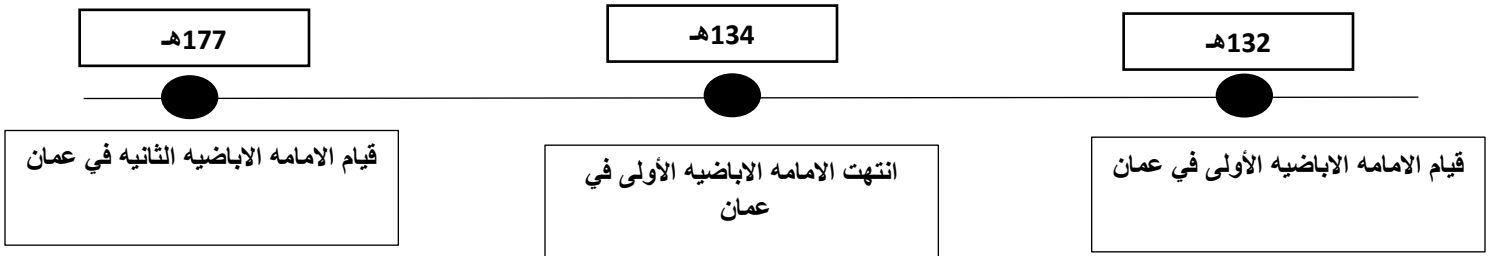 132هـ
134هـ
177هـ
قيام الامامه الاباضيه الأولى في عمان
انتهت الامامه الاباضيه الأولى في
عمان
قيام الامامه الاباضيه الثانيه في عمان